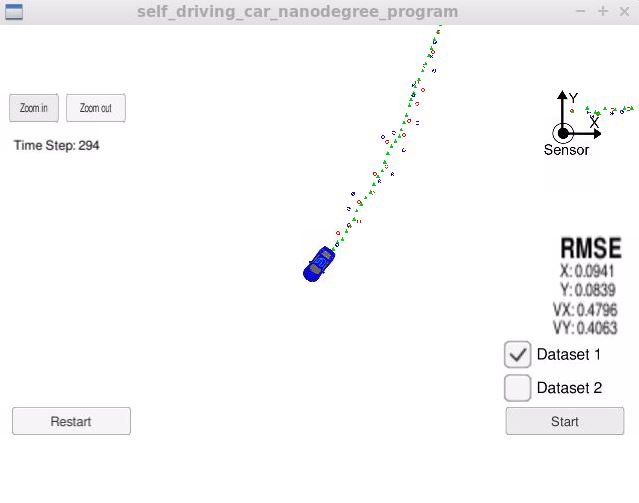 self_driving_car_nanodegree_program
Zoom in
Zoom out
Time Step: 294
Y
X
Sensor
RMSE
X: 0.0941
Y: 0.0839
VX: 0.4796
VY: 0.4063
Dataset 1
Dataset 2
Restart
Start